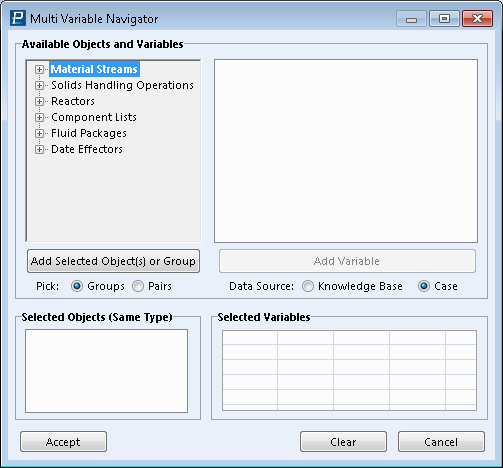 Multi Variable Navigator
Available Objects and Variables
Material Streams
Solids Handling Operations
Reactors
Component Lists
Fluid Packages
Date Effectors
Add Selected Object(s) or Group
Add Variable
Pick: Groups Pairs
Data Source: Knowledge Base Case
Selected Objects (Same Type)
Selected Variables
Accept
Clear
Cancel